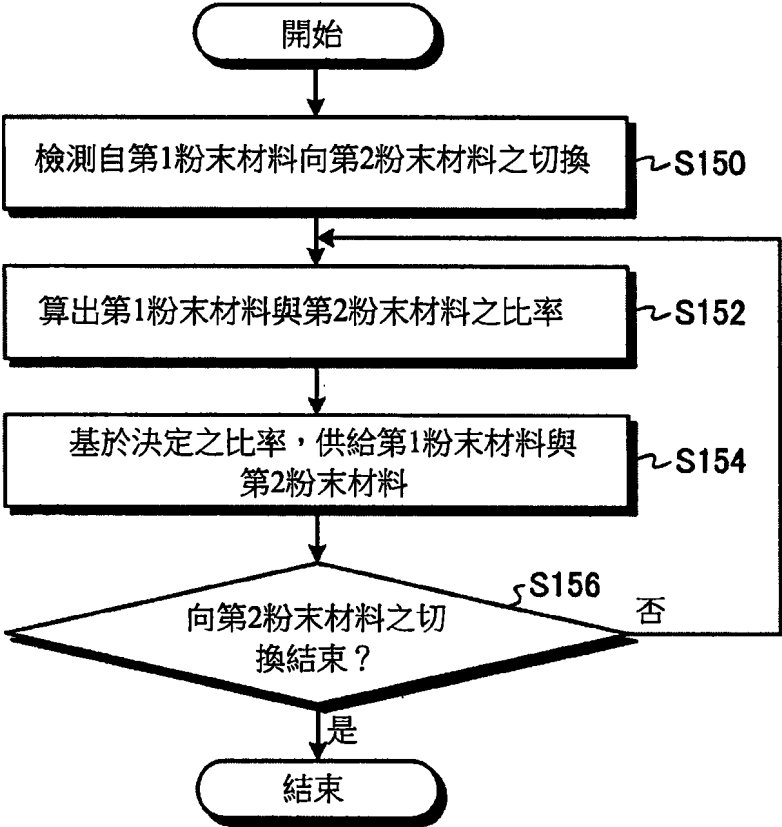 開始
檢測自第1粉末材料向第2粉末材料之切換
S150
算出第1粉末材料與第2粉末材料之比率
S152
基於決定之比率，供給第1粉末材料與
第2粉末材料
S154
S156
向第2粉末材料之切
換結束？
否
是
結束